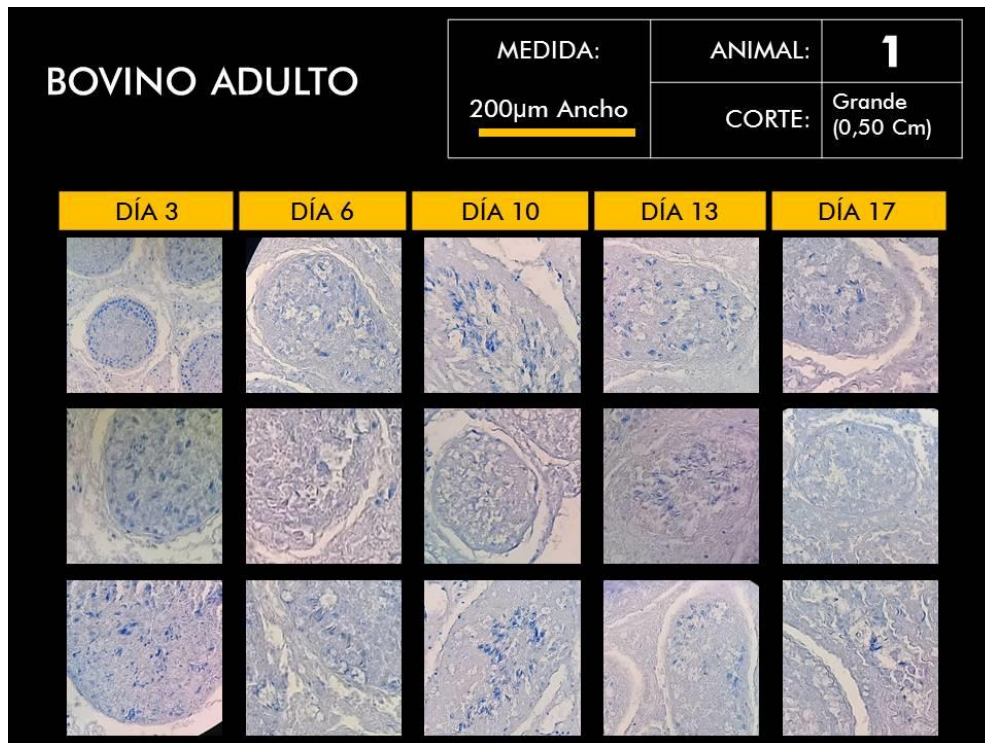 BOVINO ADULTO
MEDIDA:
200µm Ancho
ANIMAL:
1
CORTE:
Grande
(0,50 Cm)
DÍA 3
DÍA 6
DÍA 10
DÍA 13
DÍA 17